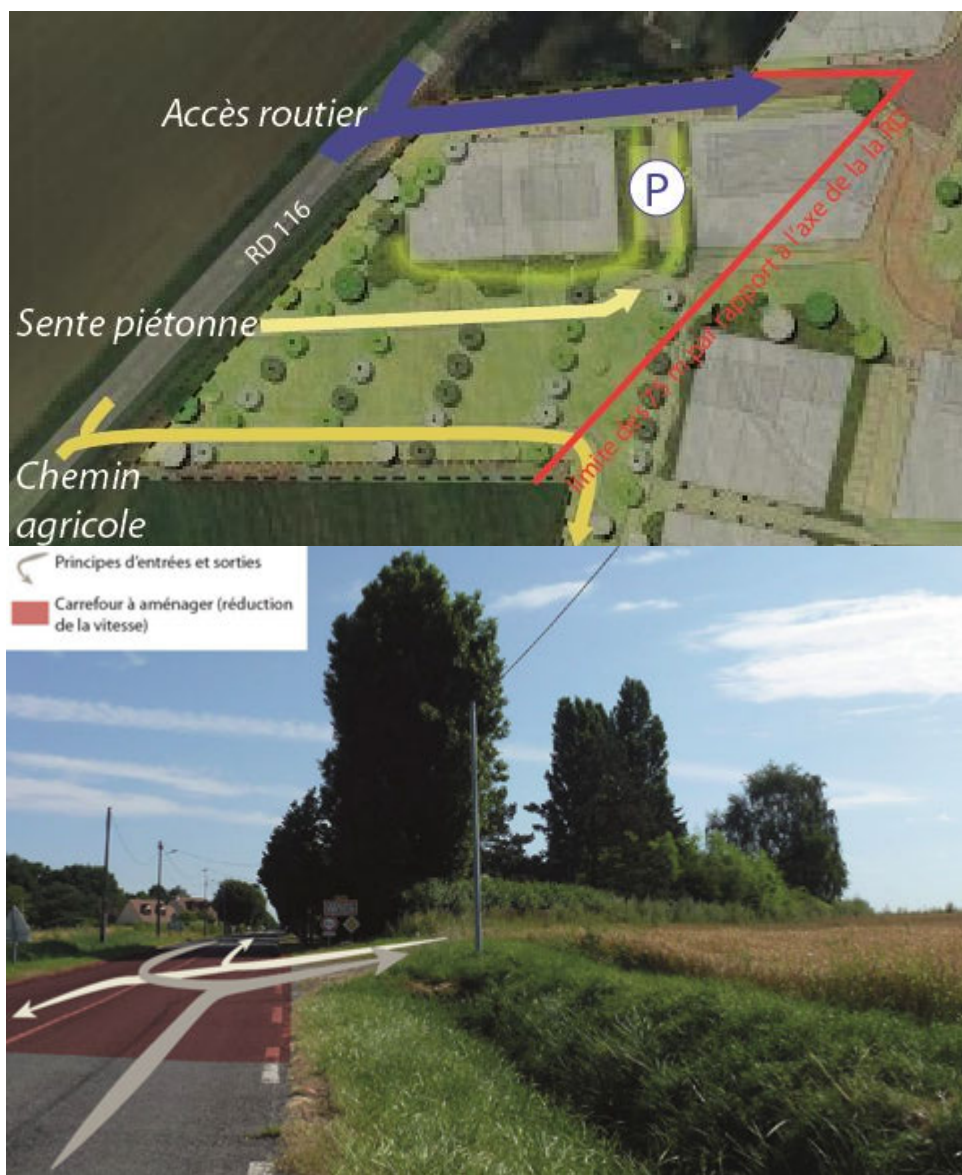 Accès routier
P
RD 116
limite des 75 m par rapport à l'axe de la la RD
Sente piétonne
Chemin
agricole
Principes d'entrées et sorties
Carrefour à aménager (réduction
de la vitesse)